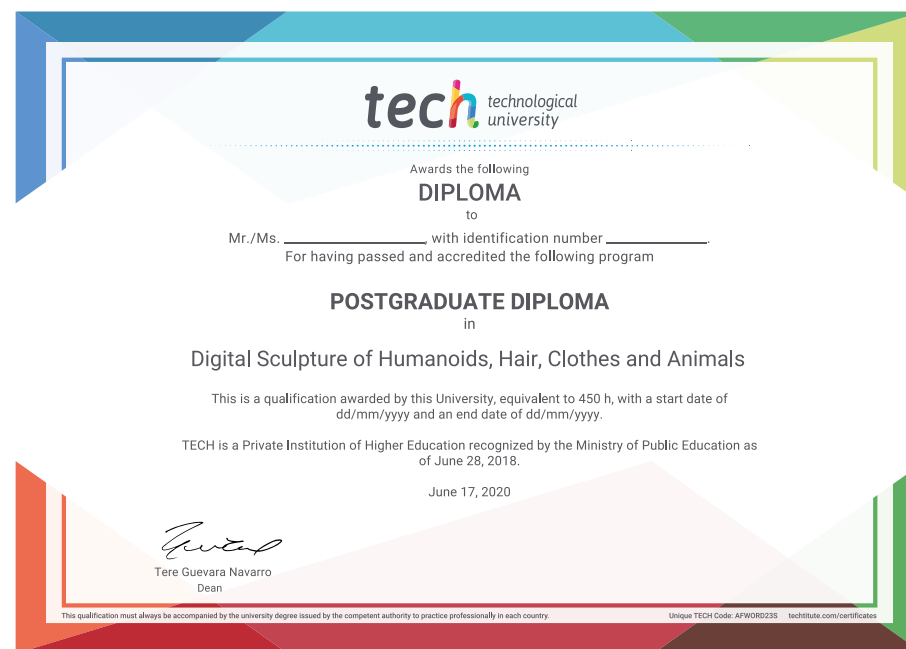 tech technological
university
Awards the following
DIPLOMA
to
Mr./Ms. ____________, with identification number _________.
For having passed and accredited the following program
POSTGRADUATE DIPLOMA
in
Digital Sculpture of Humanoids, Hair, Clothes and Animals
This is a qualification awarded by this University, equivalent to 450 h, with a start date of
dd/mm/yyyy and an end date of dd/mm/yyyy.
TECH is a Private Institution of Higher Education recognized by the Ministry of Public Education as
of June 28, 2018.
June 17, 2020
Tere Guevara Navarro
Dean
This qualification must always be accompanied by the university degree issued by the competent authority to practice professionally in each country.
Unique TECH Code: AFWORD23S techtitute.com/certificates